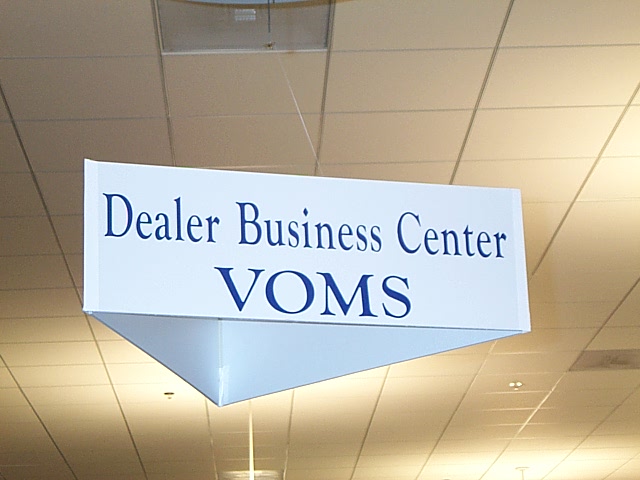 Dealer Business Center
VOMS